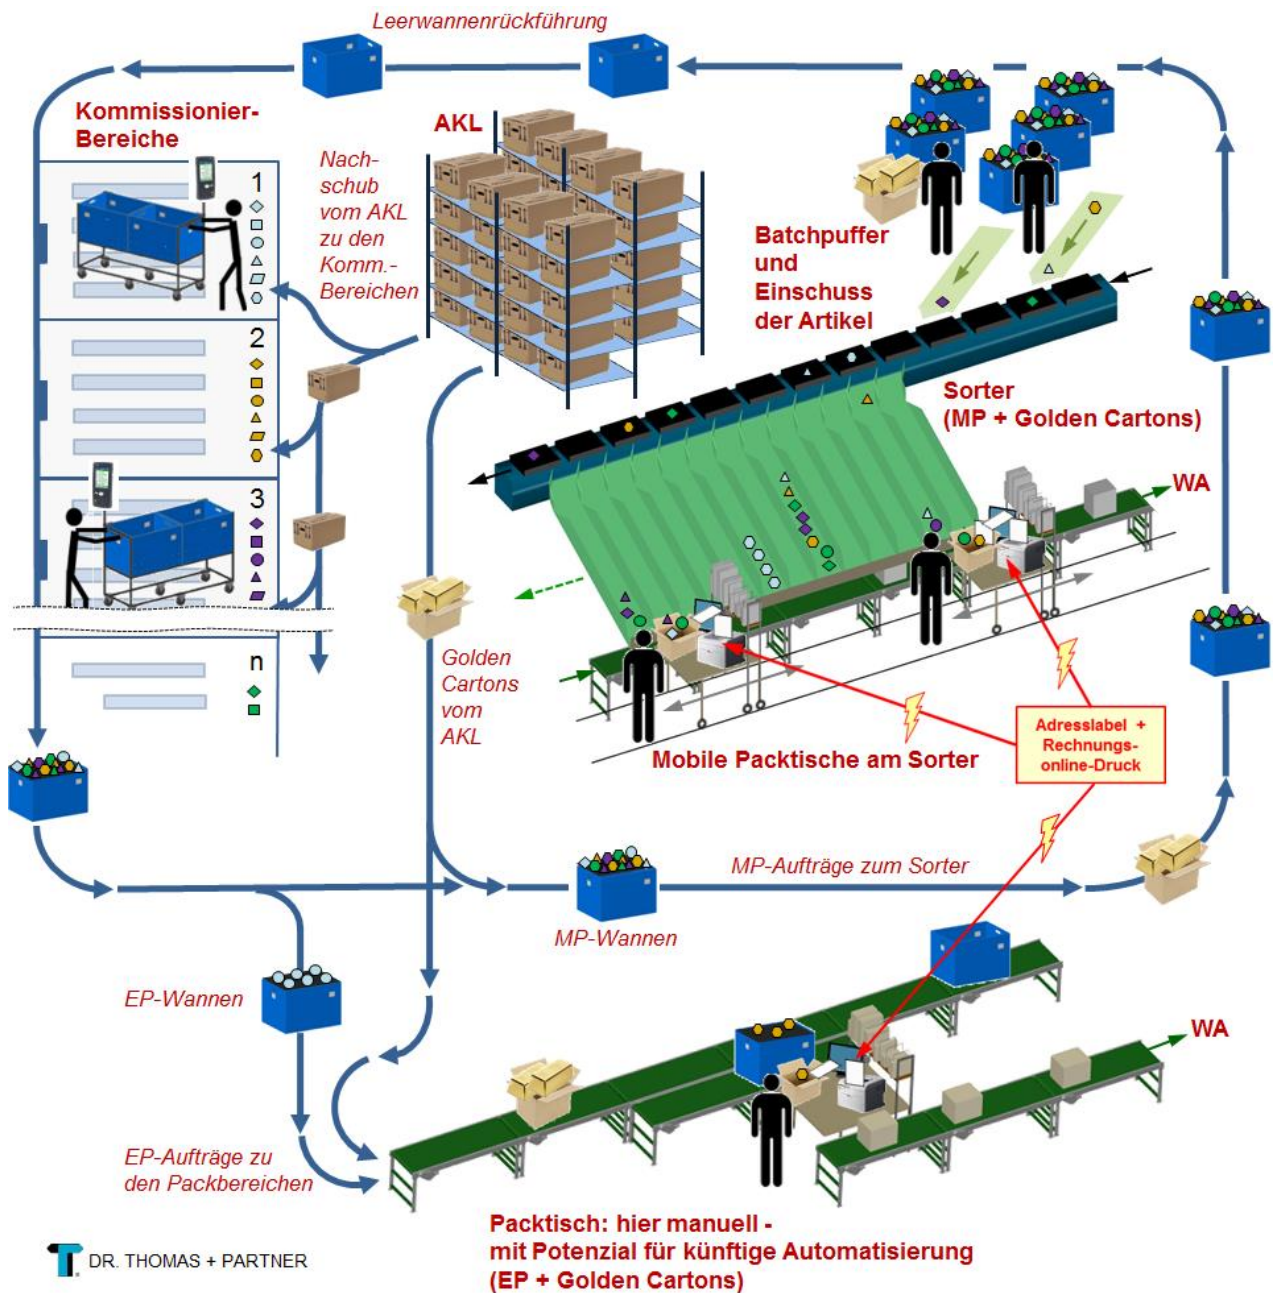 Leerwannenrückführung
Kommissionier-
Bereiche
AKL
Nach-
schub
vom AKL
zu den
Komm.-
Bereichen
1
2
3
n
Batchpuffer
und
Einschuss
der Artikel
Sorter
(MP + Golden Cartons)
WA
Golden
Cartons
vom
AKL
Mobile Packtische am Sorter
Adresslabel +
Rechnungs-
online-Druck
MP-Aufträge zum Sorter
MP-Wannen
EP-Wannen
WA
EP-Aufträge zu
den Packbereichen
Packtisch: hier manuell -
mit Potenzial für künftige Automatisierung
(EP + Golden Cartons)
DR. THOMAS + PARTNER